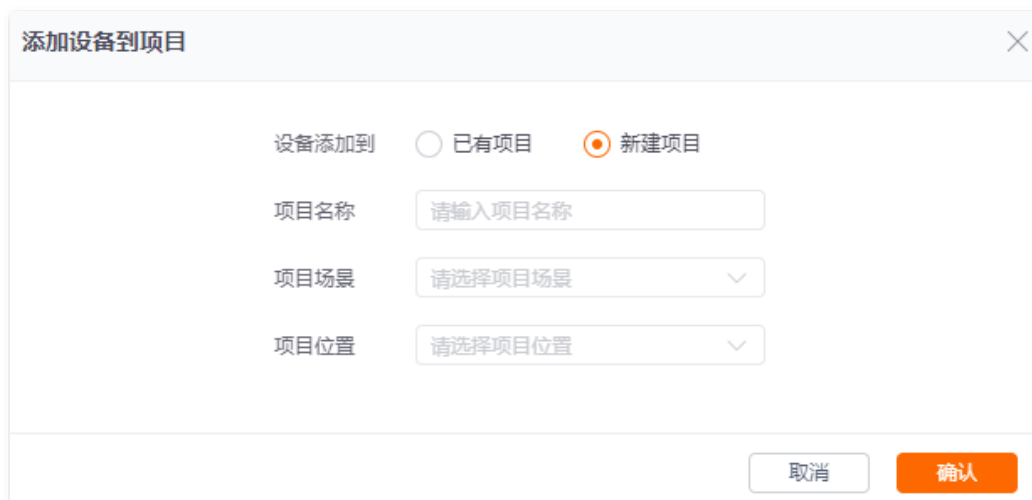 添加设备到项目
设备添加到 已有项目 新建项目
项目名称 请输入项目名称
项目场景 请选择项目场景
项目位置 请选择项目位置
取消 确认